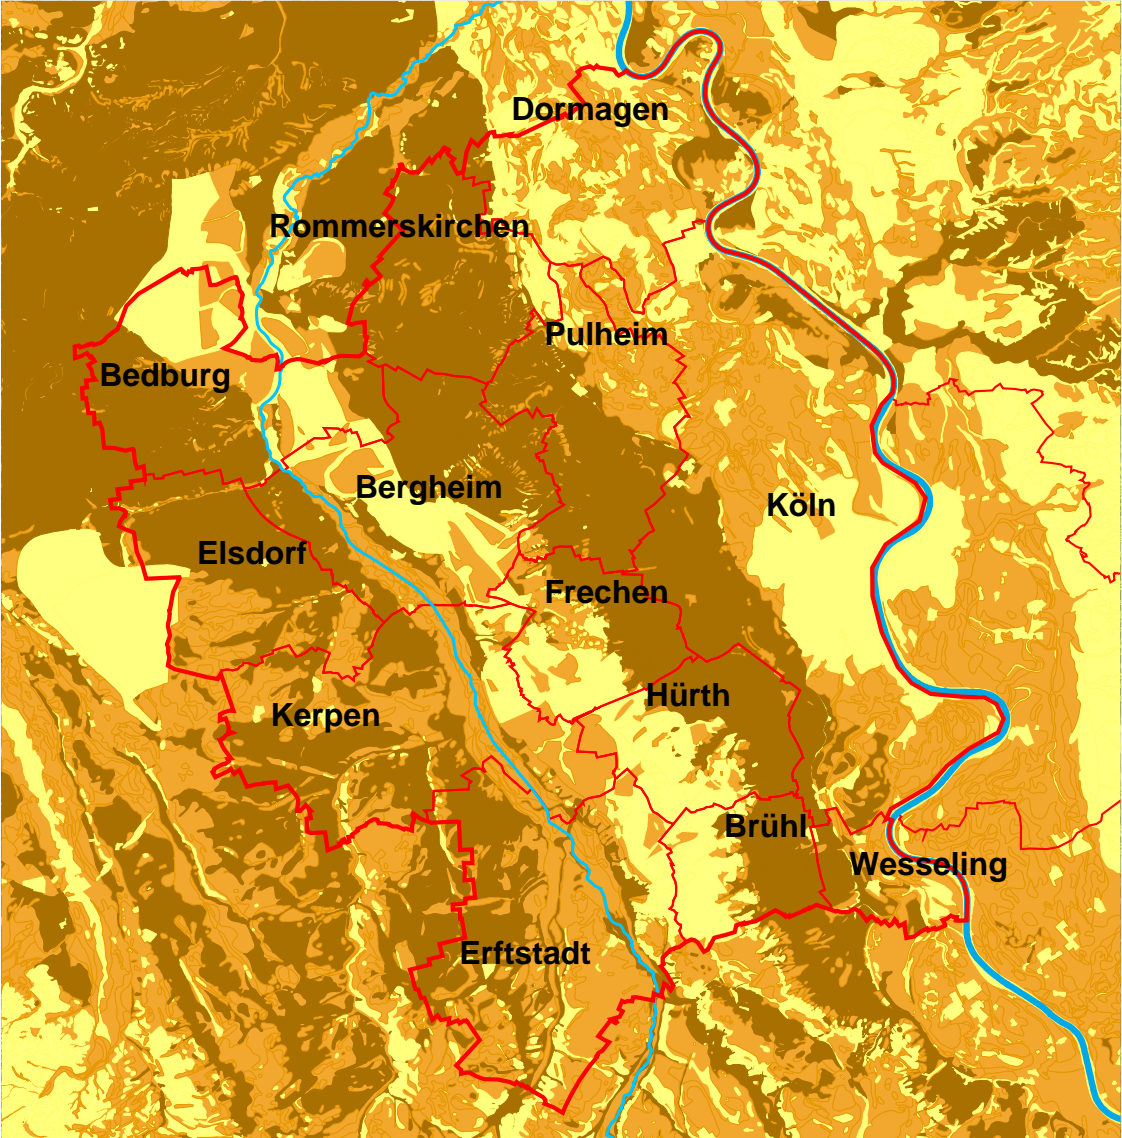 Dormagen
Rommerskirchen
Pulheim
Bedburg
Bergheim
Köln
Elsdorf
Frechen
Hürth
Kerpen
Brühl
Wesseling
Erftstadt